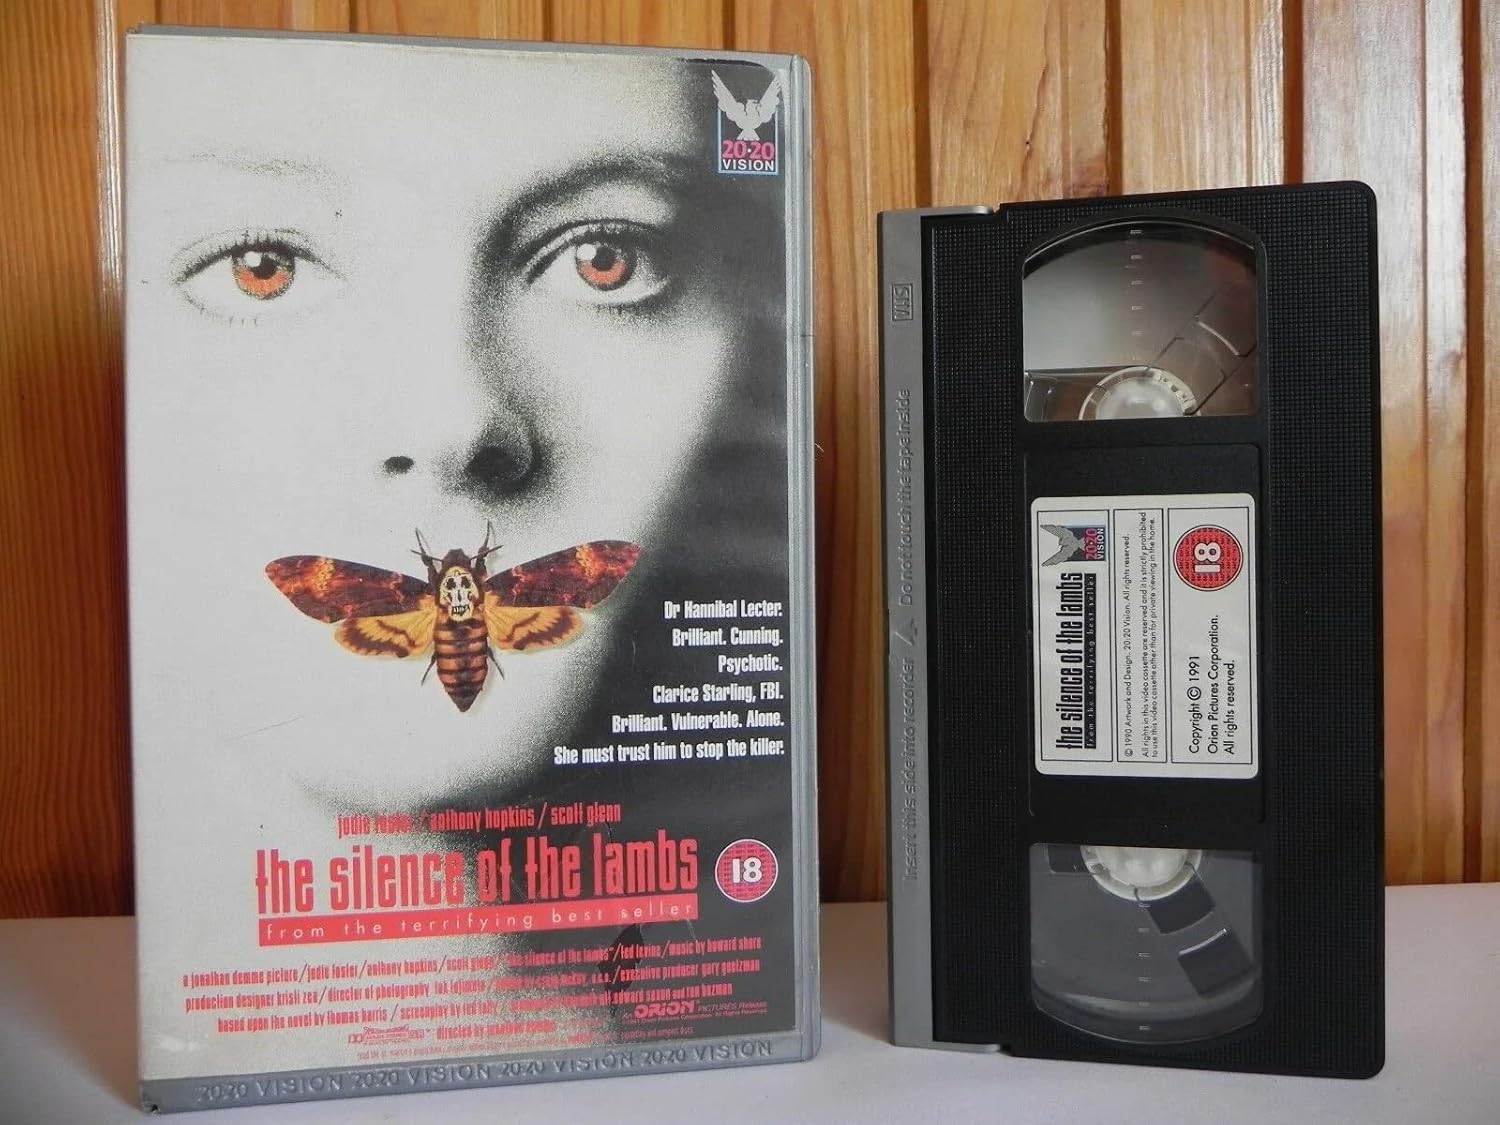 20·20
VISION
Dr Hannibal Lecter.
Brilliant. Cunning.
Psychotic.
Clarice Starling, FBI.
Brilliant. Vulnerable. Alone.
She must trust him to stop the killer.
jodie foster / anthony hopkins / scott glenn
the silence of the lambs
from the terrifying best seller
18
a jonathan demme picture / jodie foster / anthony hopkins / scott glenn "the silence of the lambs" / ted levine / music by howard shore
production designer kristi zea / director of photography tak fujimoto / executive producer gary goetzman
based upon the novel by thomas harris / screenplay by ted tally / edward saxon and ron bozman
directed by jonathan demme
an ORION PICTURES Release
20·20 VISION 20·20 VISION 20·20 VISION 20·20 VISION
VHS
Insert this side into recorder Do not touch the tape inside
20·20
VISION
the silence of the lambs
from the terrifying best seller
© 1990 Artwork and Design. 20:20 Vision. All rights reserved.
All rights in this video cassette are reserved and it is strictly prohibited
to use this video cassette other than for private viewing in the home.
18
Copyright © 1991
Orion Pictures Corporation.
All rights reserved.